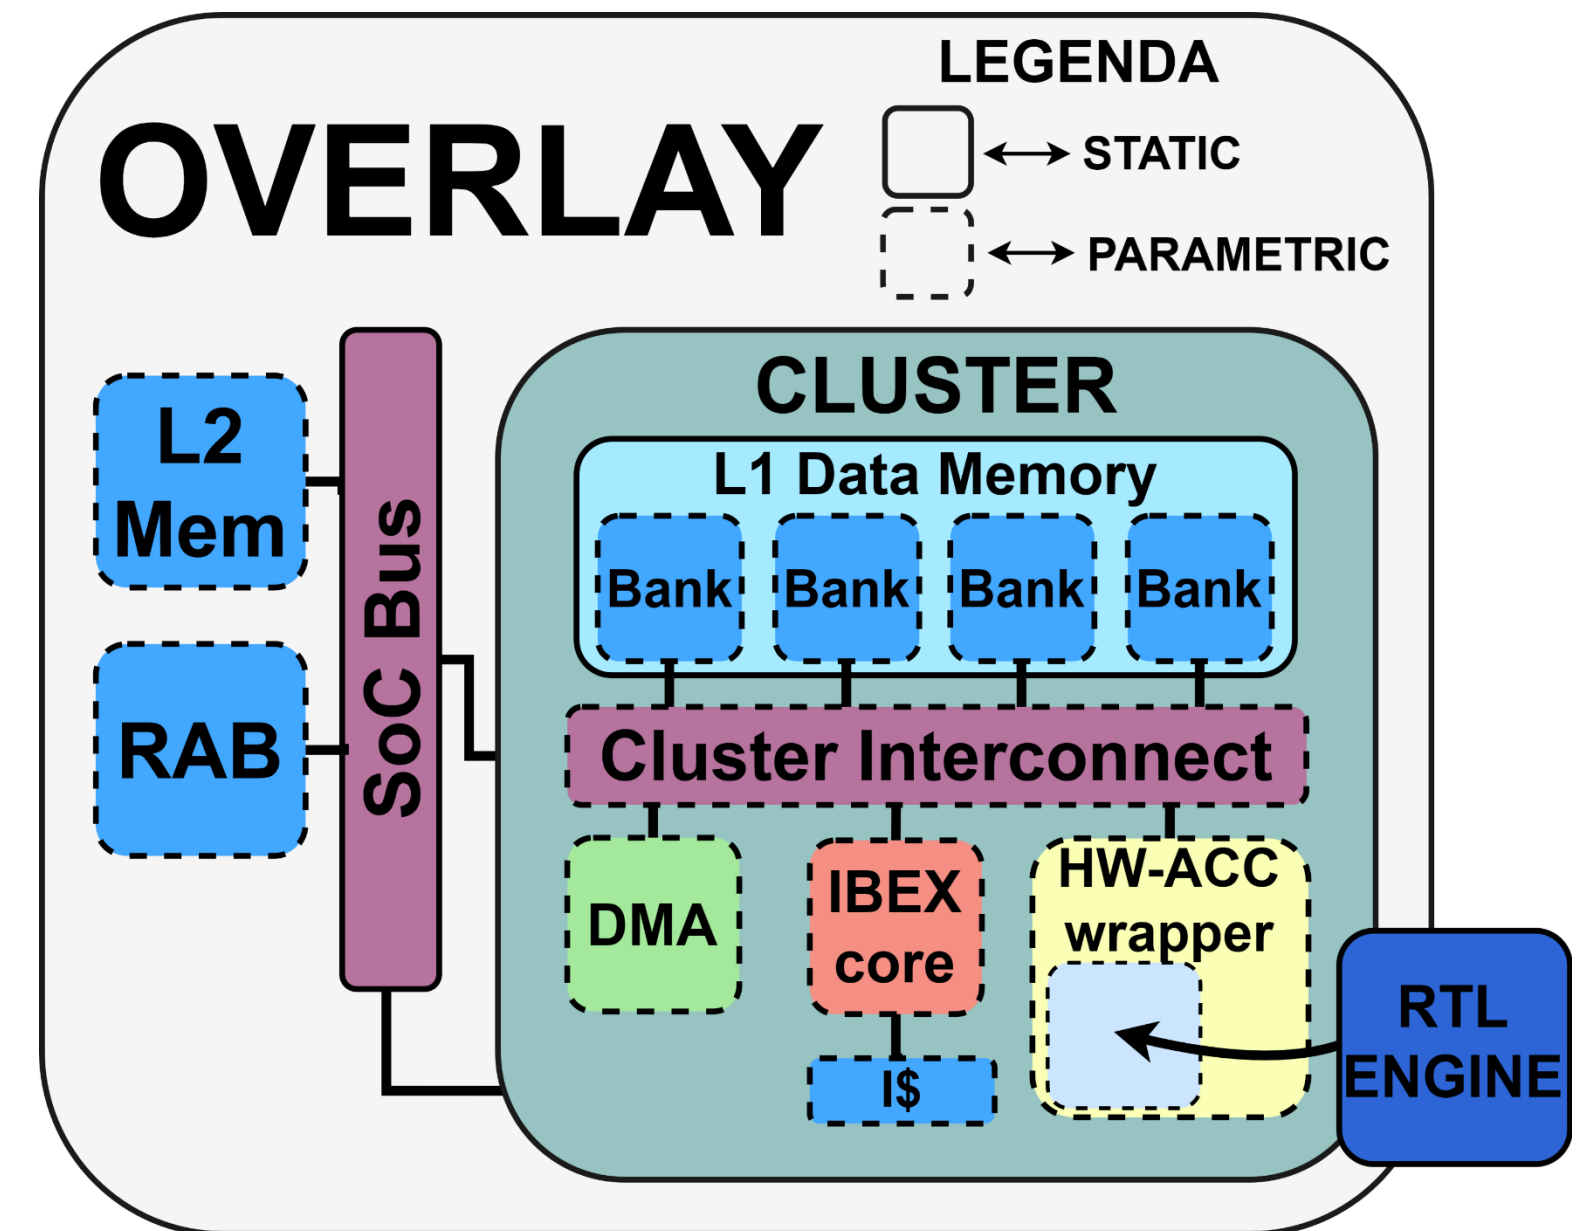 LEGENDA
OVERLAY
STATIC
PARAMETRIC
L2
Mem
RAB
SoC Bus
CLUSTER
L1 Data Memory
Bank Bank Bank Bank
Cluster Interconnect
DMA
IBEX
core
I$
HW-ACC
wrapper
RTL
ENGINE